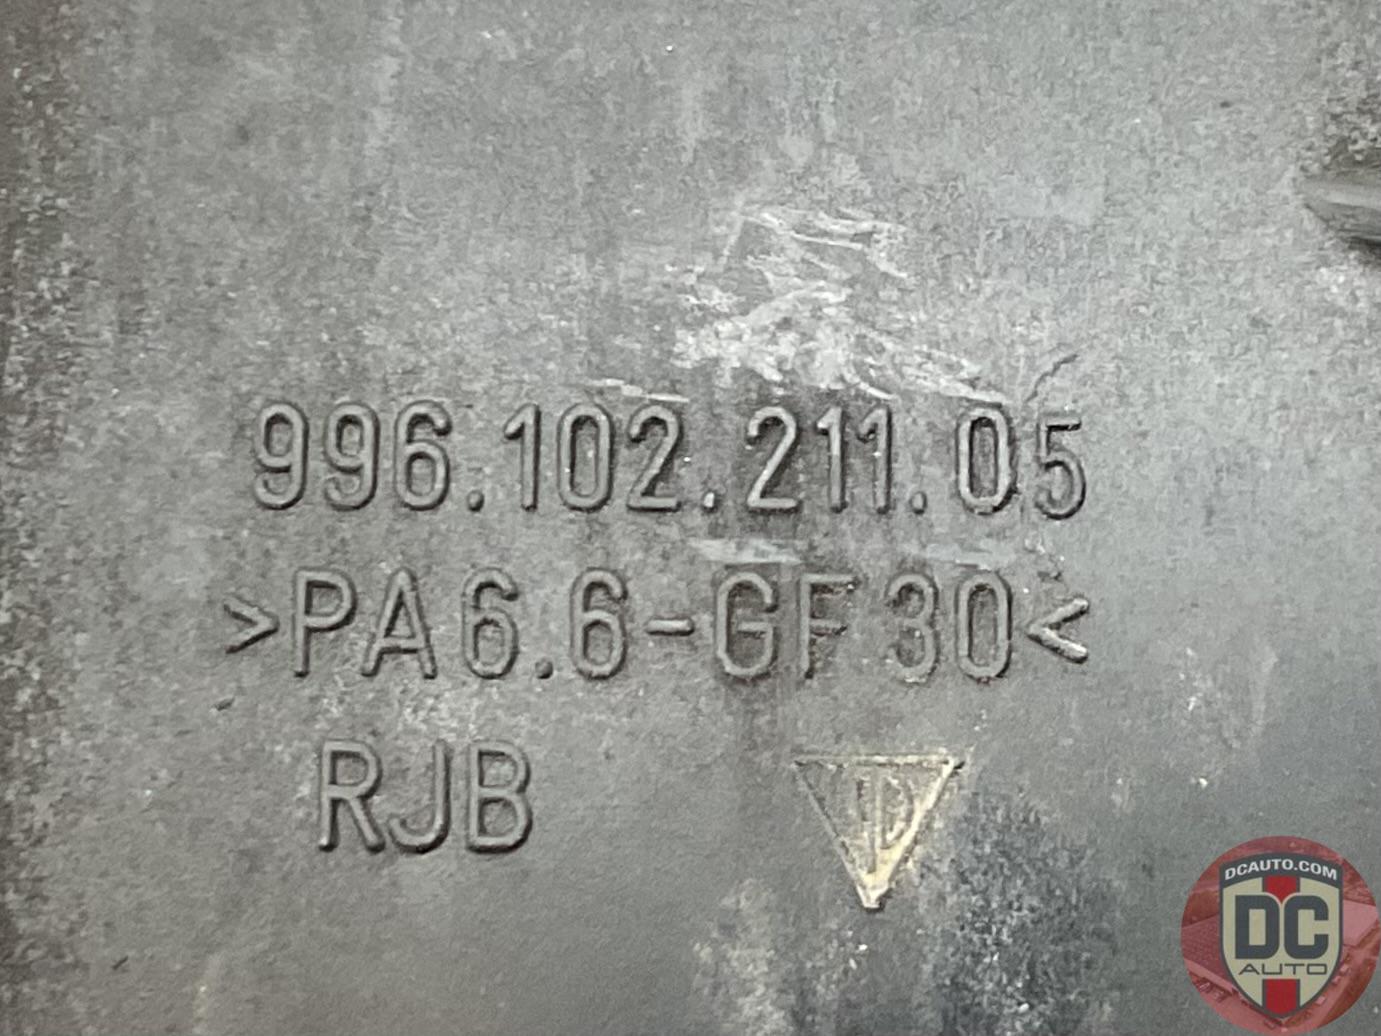 996.102.211.05
>PA6.6-GF30<
RJB
DCAUTO.COM
DC
AUTO